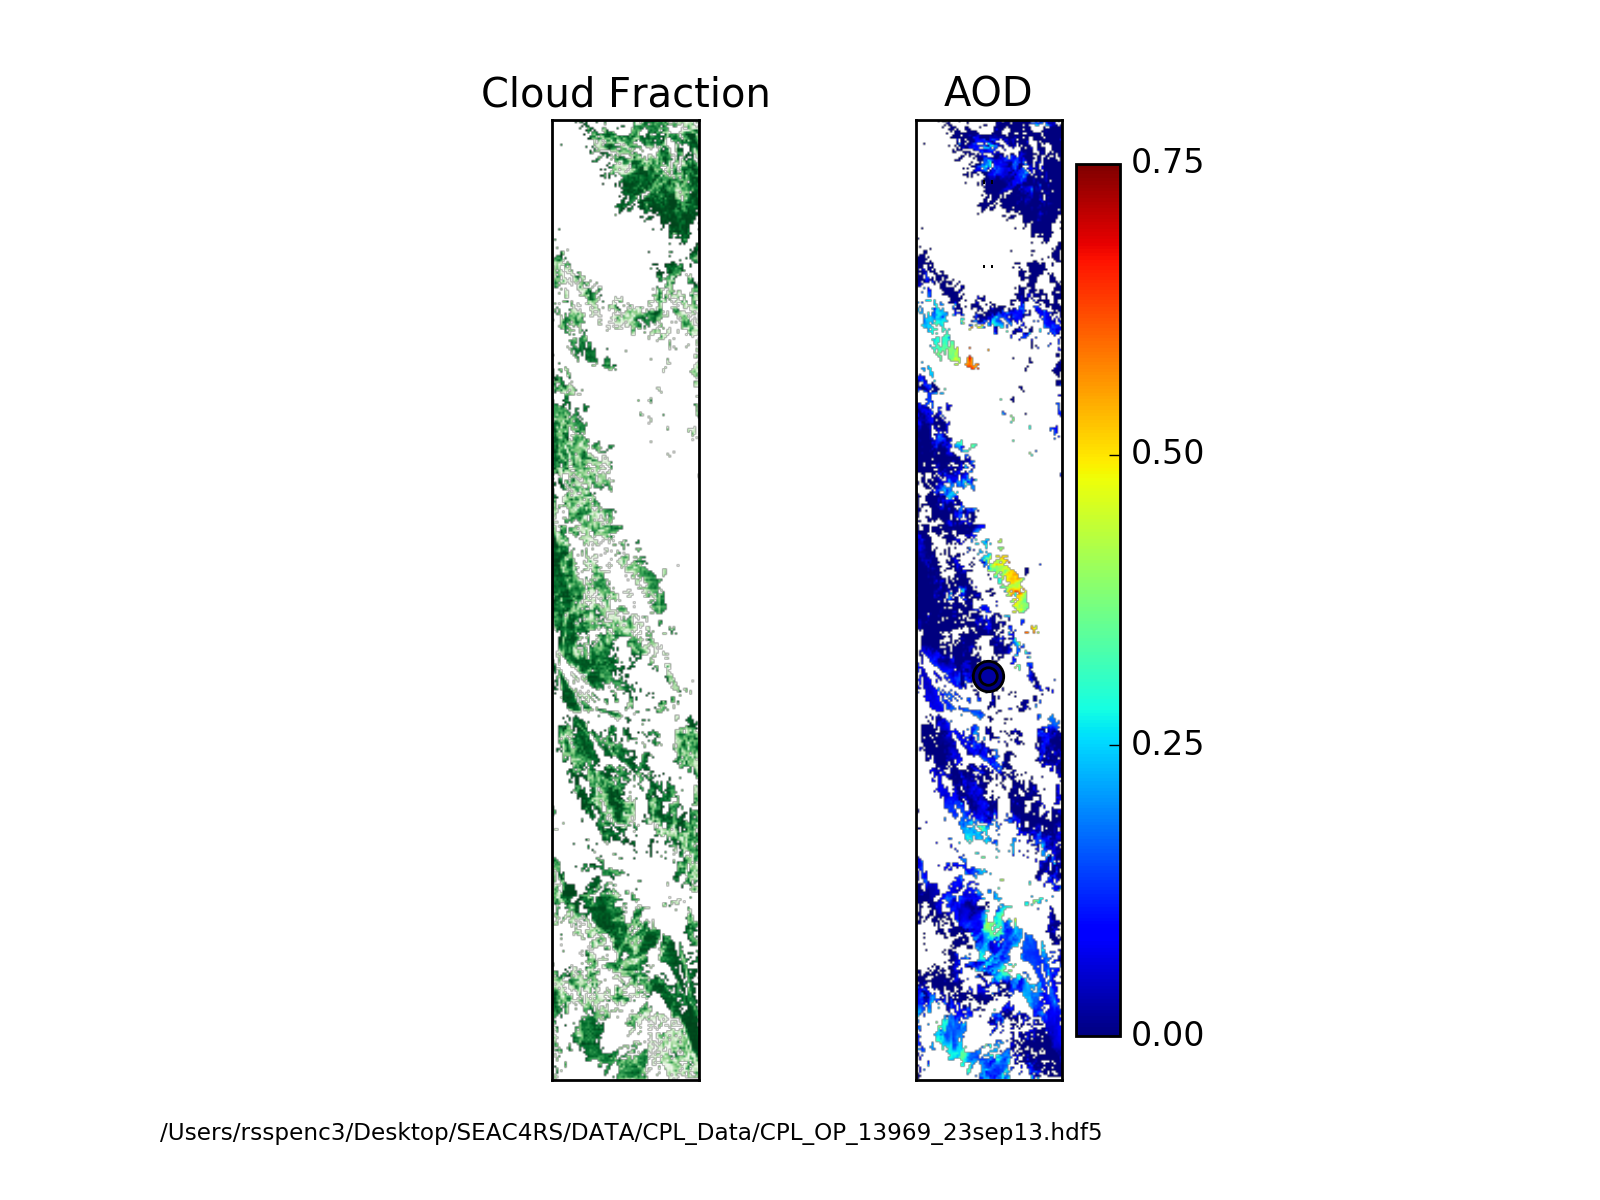 Cloud Fraction
AOD
0.75
0.50
0.25
0.00
/Users/rsspenc3/Desktop/SEAC4RS/DATA/CPL_Data/CPL_OP_13969_23sep13.hdf5